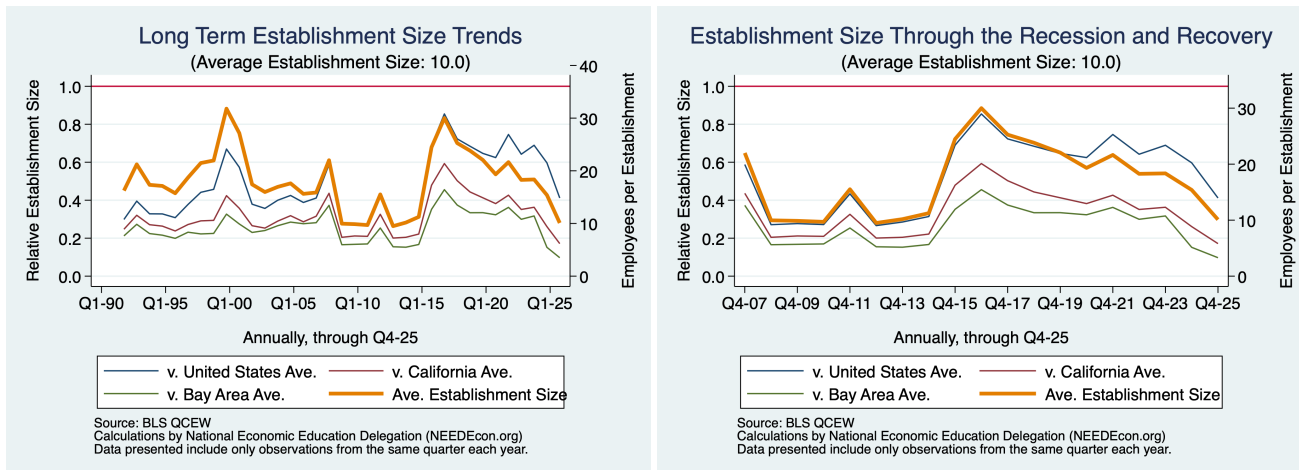 Long Term Establishment Size Trends
(Average Establishment Size: 10.0)
Relative Establishment Size
1.0
0.8
0.6
0.4
0.2
0.0
40
30
20
10
0
Employees per Establishment
Q1-90 Q1-95 Q1-00 Q1-05 Q1-10 Q1-15 Q1-20 Q1-25
Annually, through Q4-25
v. United States Ave. v. California Ave.
v. Bay Area Ave. Ave. Establishment Size
Source: BLS QCEW
Calculations by National Economic Education Delegation (NEEDEcon.org)
Data presented include only observations from the same quarter each year.
Establishment Size Through the Recession and Recovery
(Average Establishment Size: 10.0)
Relative Establishment Size
1.0
0.8
0.6
0.4
0.2
0.0
30
20
10
0
Employees per Establishment
Q4-07 Q4-09 Q4-11 Q4-13 Q4-15 Q4-17 Q4-19 Q4-21 Q4-23 Q4-25
Annually, through Q4-25
v. United States Ave. v. California Ave.
v. Bay Area Ave. Ave. Establishment Size
Source: BLS QCEW
Calculations by National Economic Education Delegation (NEEDEcon.org)
Data presented include only observations from the same quarter each year.